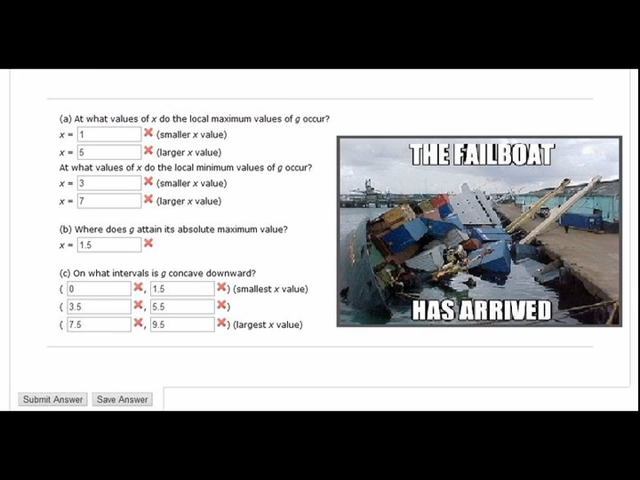 (a) At what values of x do the local maximum values of g occur?
x = 1 (smaller x value)
x = 5 (larger x value)
At what values of x do the local minimum values of g occur?
x = 3 (smaller x value)
x = 7 (larger x value)
(b) Where does g attain its absolute maximum value?
x = 1.5
(c) On what intervals is g concave downward?
( 0 , 1.5 ) (smallest x value)
( 3.5 , 5.5 )
( 7.5 , 9.5 ) (largest x value)
Submit Answer Save Answer
THE FAILBOAT
HAS ARRIVED